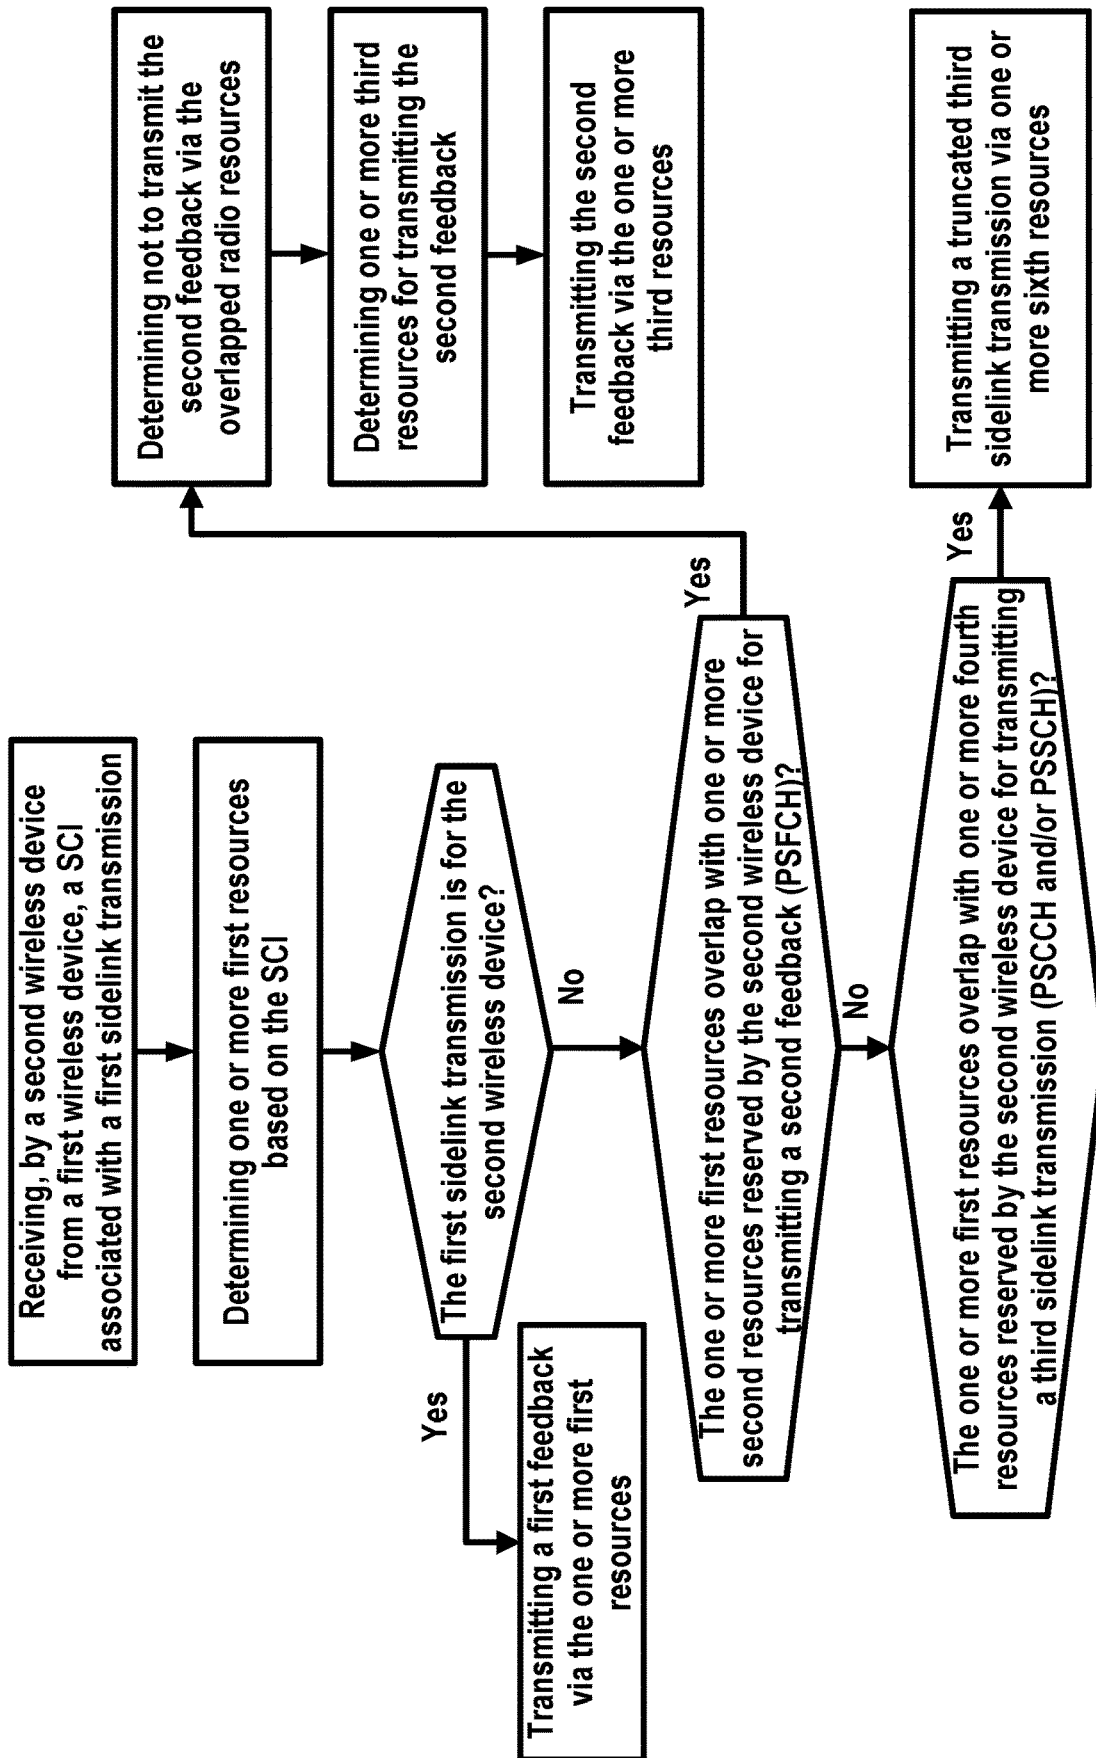 Receiving, by a second wireless device
from a first wireless device, a SCI
associated with a first sidelink transmission
Determining one or more first resources
based on the SCI
The first sidelink transmission is for the
second wireless device?
Yes
Transmitting a first feedback
via the one or more first
resources
No
The one or more first resources overlap with one or more
second resources reserved by the second wireless device for
transmitting a second feedback (PSFCH)?
Yes
Determining not to transmit the
second feedback via the
overlapped radio resources
Determining one or more third
resources for transmitting the
second feedback
Transmitting the second
feedback via the one or more
third resources
No
The one or more first resources overlap with one or more fourth
resources reserved by the second wireless device for transmitting
a third sidelink transmission (PSCCH and/or PSSCH)?
Yes
Transmitting a truncated third
sidelink transmission via one or
more sixth resources